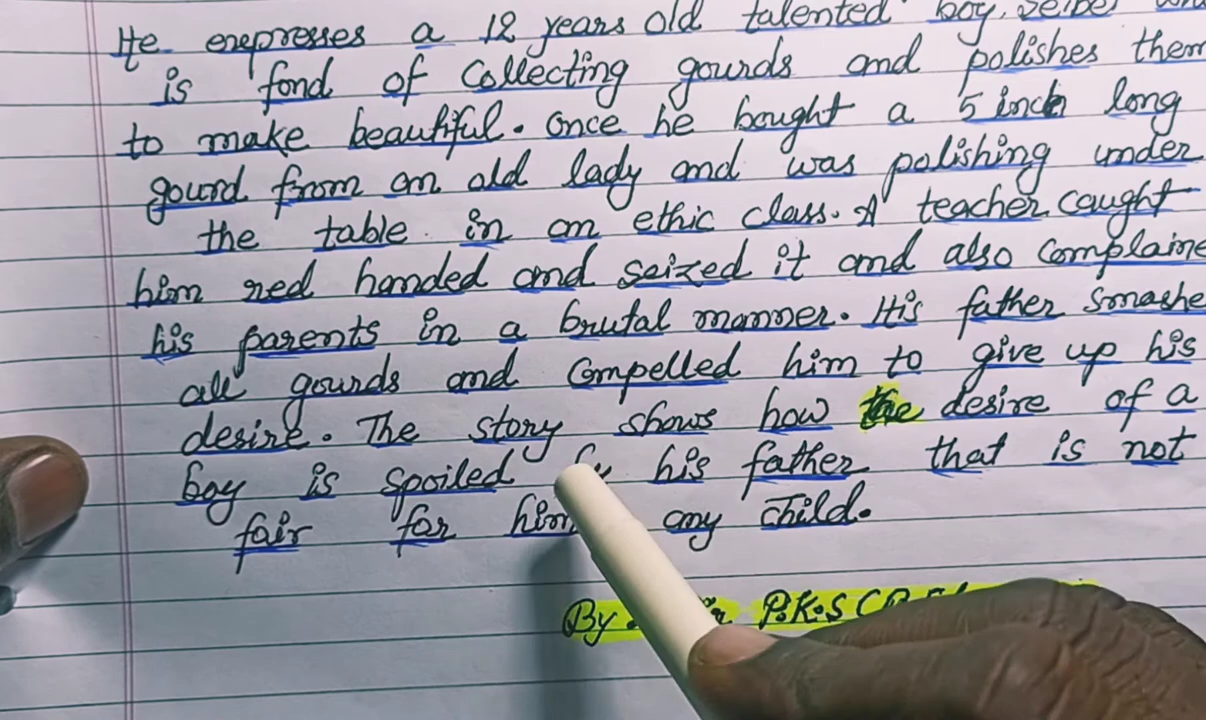 He expresses a 12 years old talented boy, Seibei
is fond of collecting gourds and polishes them
to make beautiful. Once he bought a 5 inch long
gourd from an old lady and was polishing under
the table in an ethic class. A teacher caught
him red handed and seized it and also complaine
his parents in a brutal manner. His father smashe
all gourds and compelled him to give up his
desire. The story shows how the desire of a
boy is spoiled his father that is not
fair for him any child.
By P.K.S